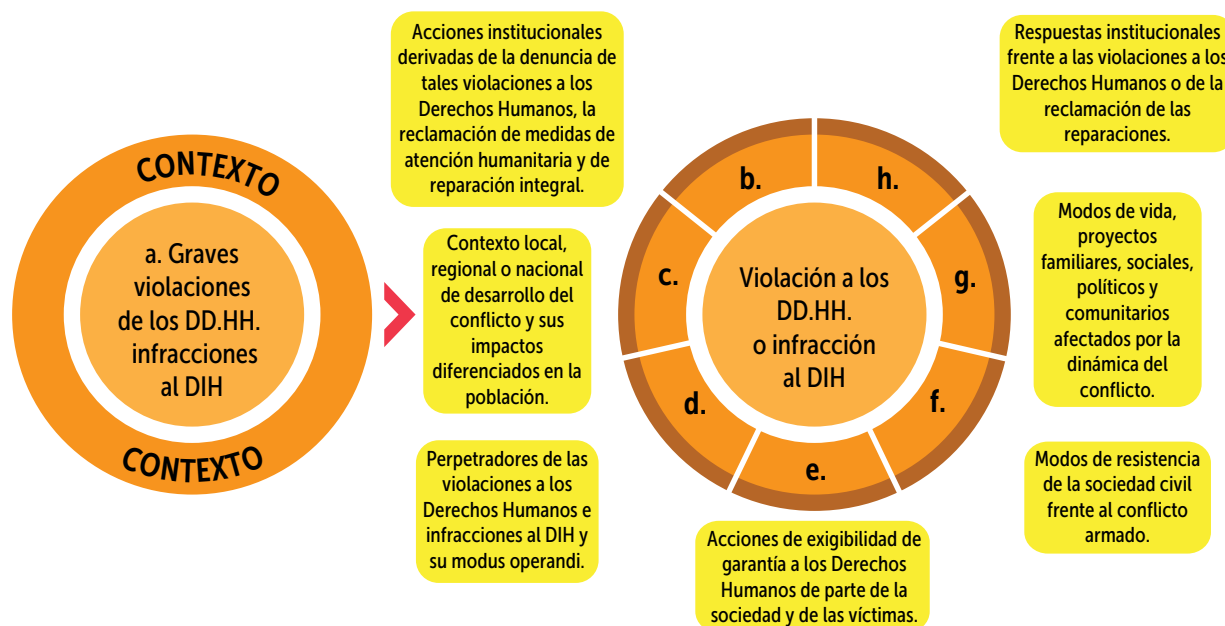 CONTEXTO
a. Graves
violaciones
de los DD.HH.
infracciones
al DIH
CONTEXTO
Acciones institucionales
derivadas de la denuncia de
tales violaciones a los
Derechos Humanos, la
reclamación de medidas de
atención humanitaria y de
reparación integral.
Contexto local,
regional o nacional
de desarrollo del
conflicto y sus
impactos
diferenciados en la
población.
Perpetradores de las
violaciones a los
Derechos Humanos e
infracciones al DIH y
su modus operandi.
b.
h.
c.
g.
d.
f.
e.
Violación a los
DD.HH.
o infracción
al DIH
Acciones de exigibilidad de
garantía a los Derechos
Humanos de parte de la
sociedad y de las víctimas.
Respuestas institucionales
frente a las violaciones a los
Derechos Humanos o de la
reclamación de las
reparaciones.
Modos de vida,
proyectos
familiares, sociales,
políticos y
comunitarios
afectados por la
dinámica del
conflicto.
Modos de resistencia
de la sociedad civil
frente al conflicto
armado.